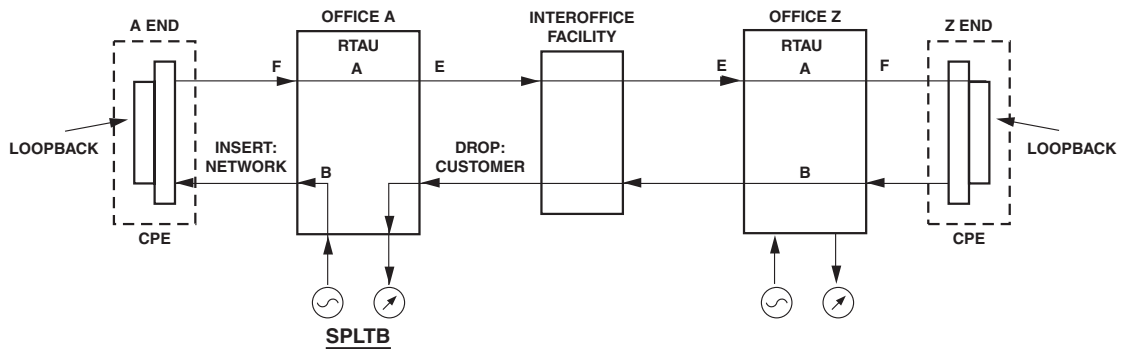 OFFICE A
INTEROFFICE
FACILITY
OFFICE Z
A END
Z END
RTAU
RTAU
F
A
E
E
A
F
LOOPBACK
INSERT:
NETWORK
DROP:
CUSTOMER
LOOPBACK
B
B
CPE
CPE
SPLTB